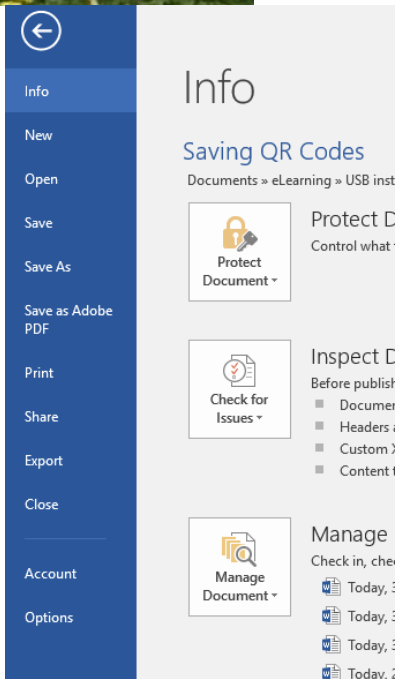 Info
New
Open
Save
Save As
Save as Adobe
PDF
Print
Share
Export
Close
Account
Options
Info
Saving QR Codes
Documents » eLearning » USB inst
Protect
Document
Protect D
Control what
Check for
Issues
Inspect D
Before publish
Documen
Headers a
Custom X
Content t
Manage
Document
Manage
Check in, chec
Today, 3
Today, 3
Today, 3
Today, 2